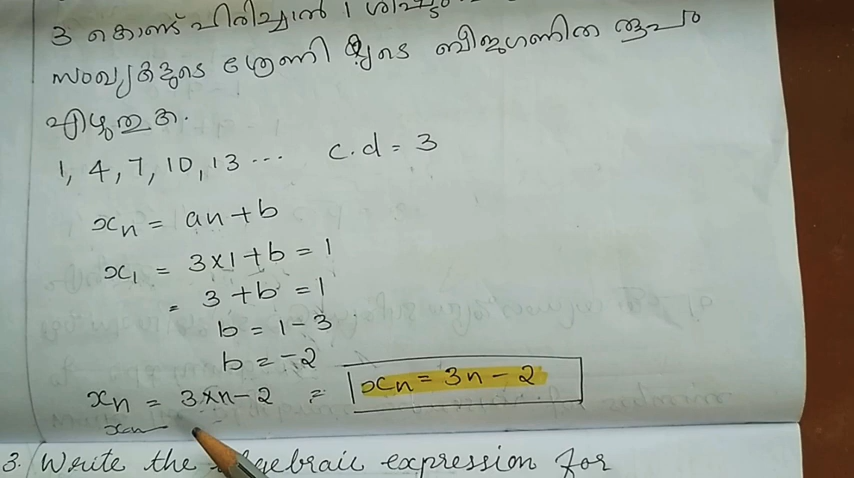 3 കൊണ്ട് ഹരിച്ചാൽ 1 ശിഷ്ടം
സംഖ്യകളുടെ ശ്രേണിയുടെ ബീജഗണിത രൂപം
എഴുതുക.
1, 4, 7, 10, 13 ... c.d = 3
xₙ = an + b
x₁ = 3×1 + b = 1
= 3 + b = 1
b = 1 - 3
b = -2
xₙ = 3×n - 2 = xₙ = 3n - 2
xₙ
3. Write the algebraic expression for